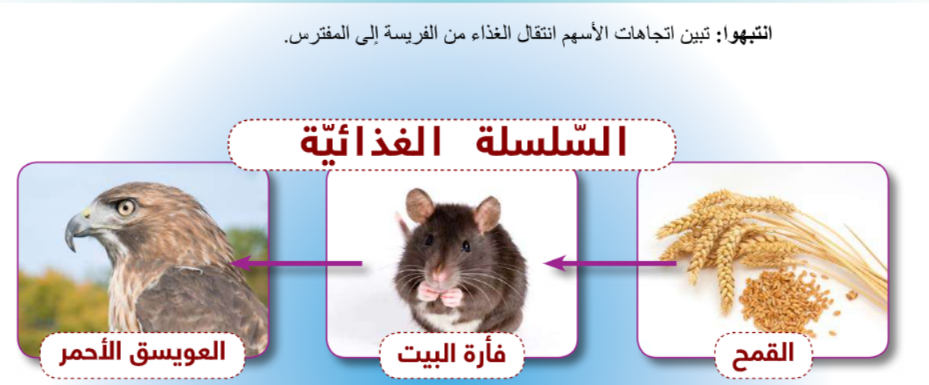 انتبهوا: تبين اتجاهات الأسهم انتقال الغذاء من الفريسة إلى المفترس.
السّلسلة الغذائيّة
القمح
فأرة البيت
العويسق الأحمر